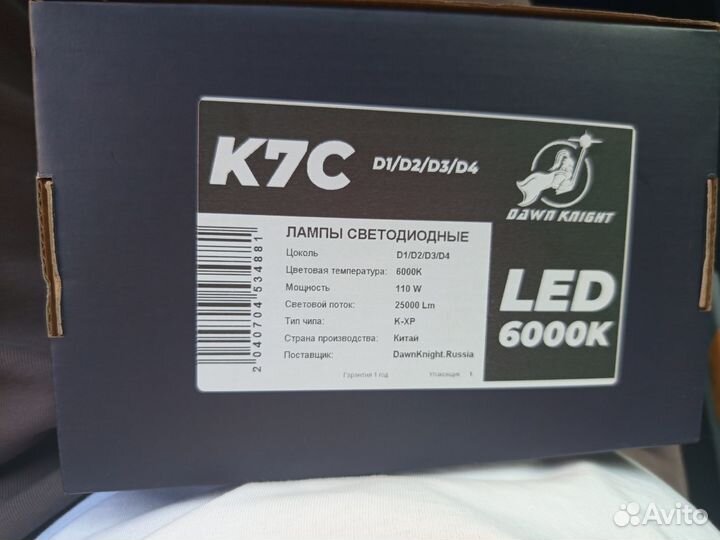 K7C D1/D2/D3/D4
DAWN KNIGHT
ЛАМПЫ СВЕТОДИОДНЫЕ
Цоколь D1/D2/D3/D4
Цветовая температура: 6000K
Мощность 110 W
Световой поток: 25000 Lm
Тип чипа: K-XP
Страна производства: Китай
Поставщик: DawnKnight.Russia
Гарантия 1 год Упаковщик 1.
2040704534881
LED
6000K
Avito